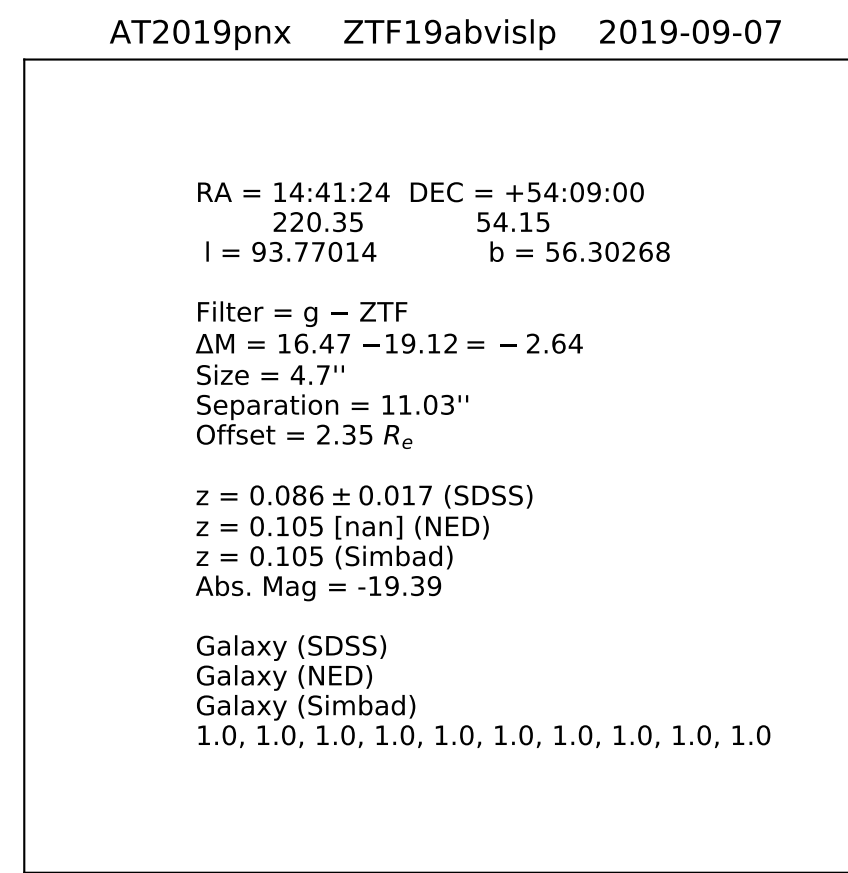 AT2019pnx ZTF19abvislp 2019-09-07
RA = 14:41:24 DEC = +54:09:00
220.35 54.15
l = 93.77014 b = 56.30268
Filter = g − ZTF
ΔM = 16.47 −19.12 = − 2.64
Size = 4.7''
Separation = 11.03''
Offset = 2.35 Re
z = 0.086 ± 0.017 (SDSS)
z = 0.105 [nan] (NED)
z = 0.105 (Simbad)
Abs. Mag = -19.39
Galaxy (SDSS)
Galaxy (NED)
Galaxy (Simbad)
1.0, 1.0, 1.0, 1.0, 1.0, 1.0, 1.0, 1.0, 1.0, 1.0